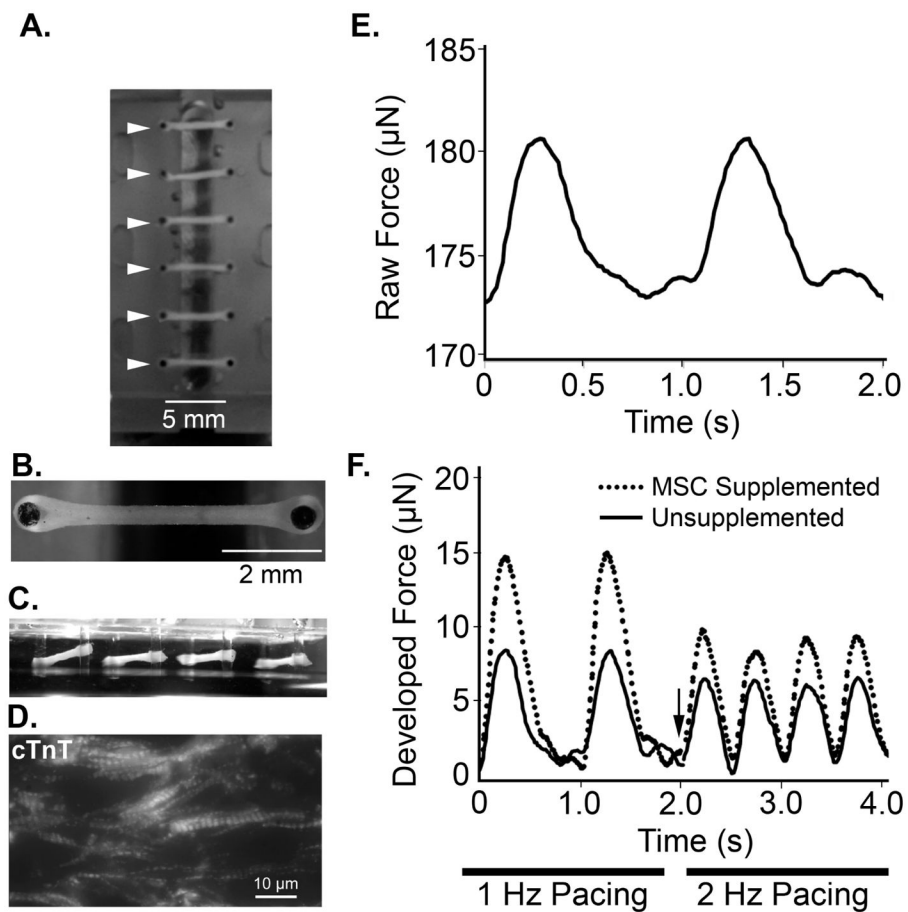 A.
5 mm
B.
2 mm
C.
D.
cTnT
10 µm
E.
185
180
175
170
Raw Force (µN)
0 0.5 1.0 1.5 2.0
Time (s)
F.
20
15
10
5
0
Developed Force (µN)
MSC Supplemented
Unsupplemented
0 1.0 2.0 3.0 4.0
Time (s)
1 Hz Pacing 2 Hz Pacing